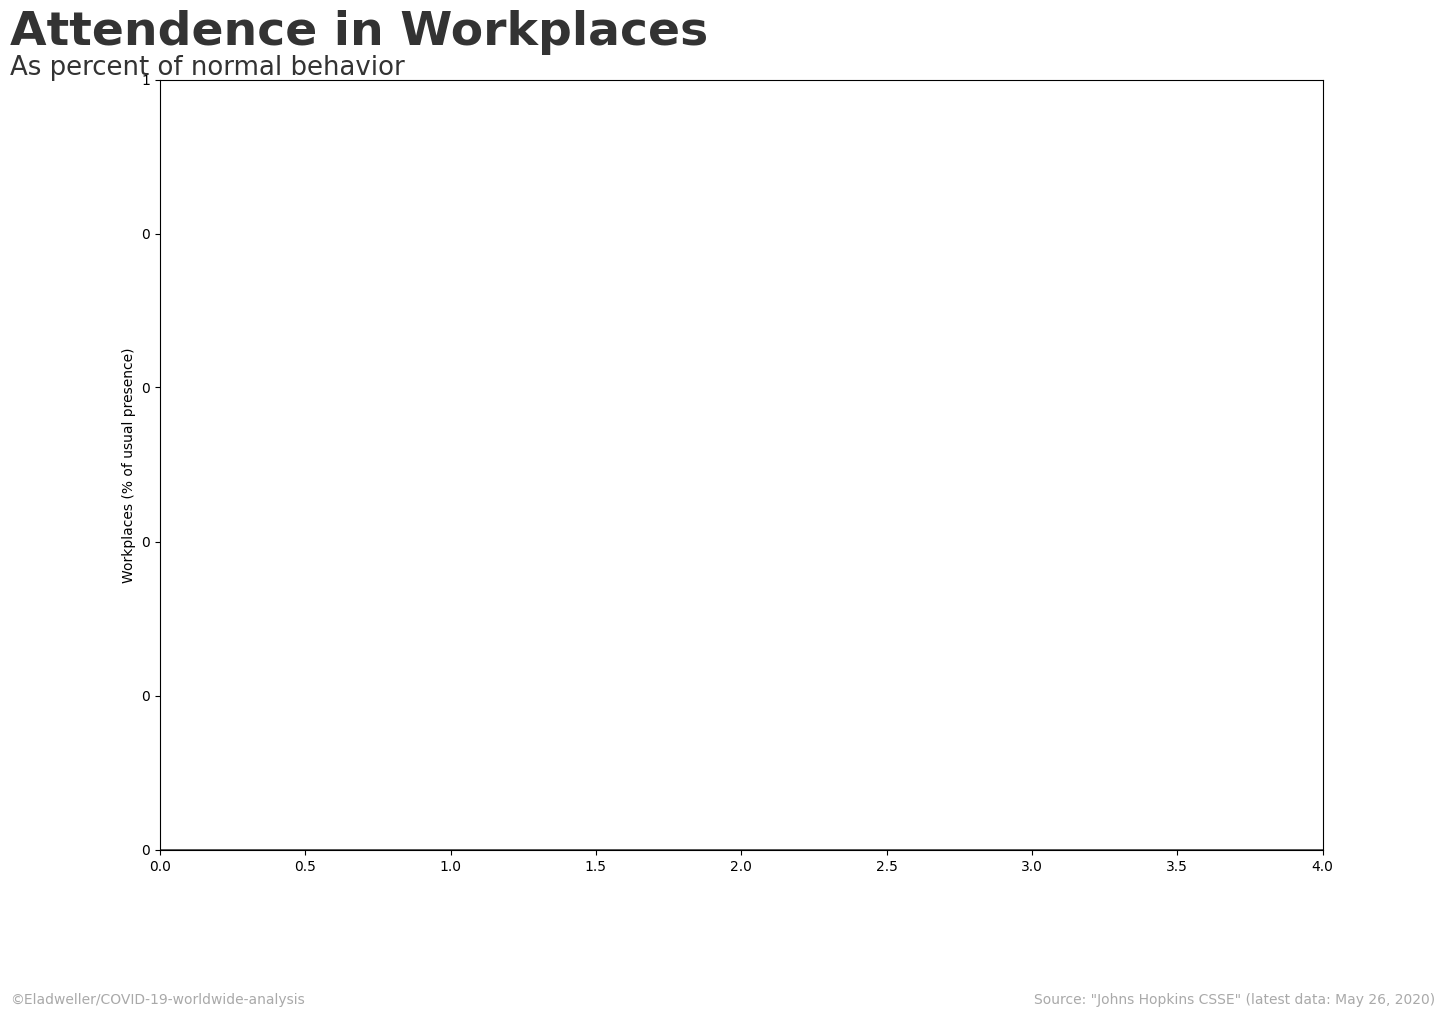 Attendence in Workplaces
As percent of normal behavior
1
0
0
0
0
0
Workplaces (% of usual presence)
0.0 0.5 1.0 1.5 2.0 2.5 3.0 3.5 4.0
©Eladweller/COVID-19-worldwide-analysis
Source: "Johns Hopkins CSSE" (latest data: May 26, 2020)